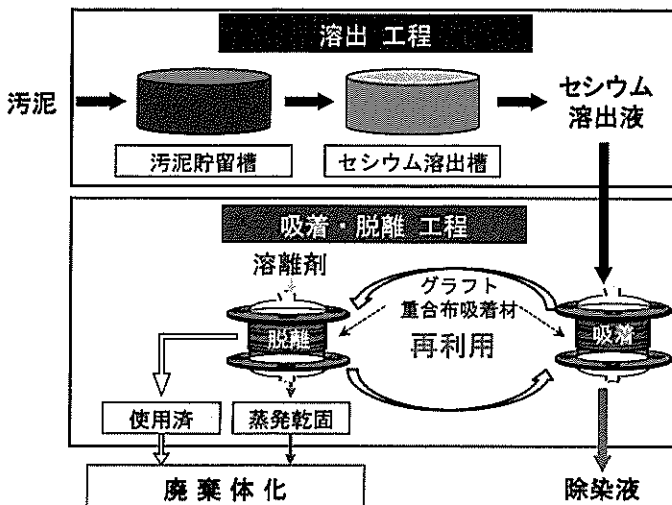 溶出 工程
汚泥
汚泥貯留槽
セシウム溶出槽
セシウム
溶出液
吸着・脱離 工程
溶離剤
グラフト
重合布吸着材
再利用
脱離
吸着
使用済
蒸発乾固
廃棄体化
除染液